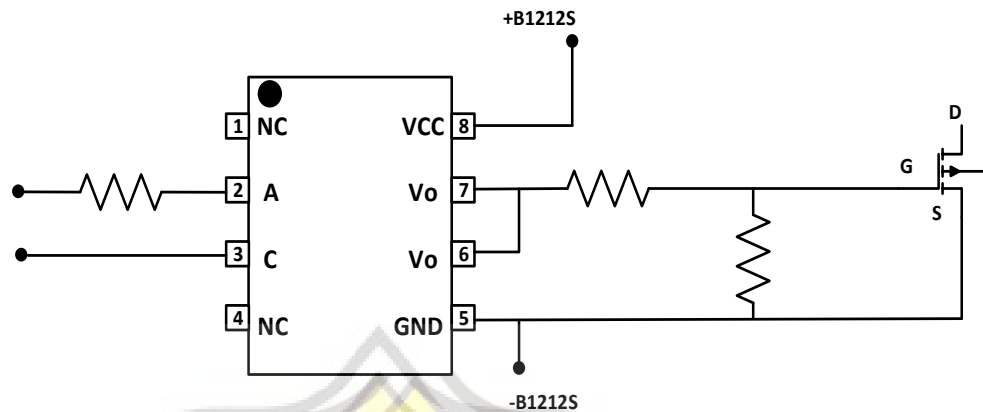 +B1212S
1 NC VCC 8
2 A Vo 7
3 C Vo 6
4 NC GND 5
-B1212S
D
G
S